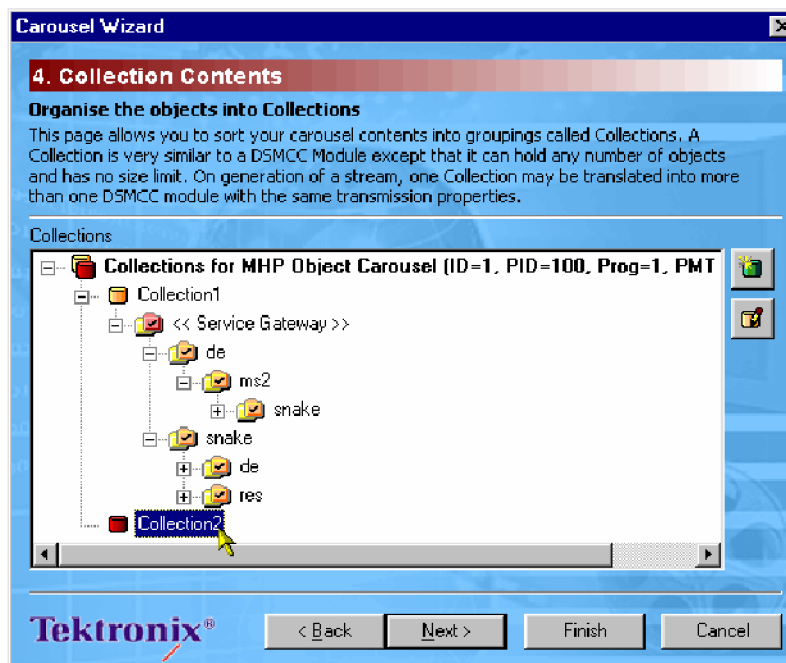 Carousel Wizard
4. Collection Contents
Organise the objects into Collections
This page allows you to sort your carousel contents into groupings called Collections. A
Collection is very similar to a DSMCC Module except that it can hold any number of objects
and has no size limit. On generation of a stream, one Collection may be translated into more
than one DSMCC module with the same transmission properties.
Collections
Collections for MHP Object Carousel (ID=1, PID=100, Prog=1, PMT
Collection1
<< Service Gateway >>
de
ms2
snake
snake
de
res
Collection2
Tektronix®
< Back
Next >
Finish
Cancel